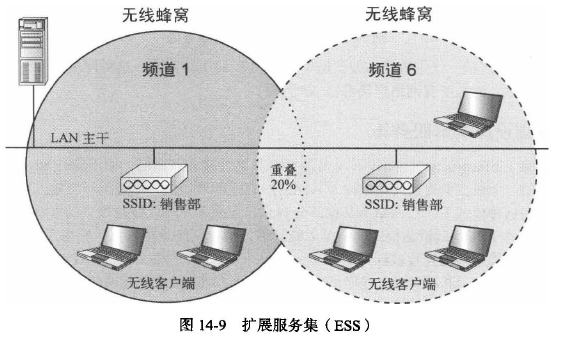 无线蜂窝
无线蜂窝
频道 1
频道 6
LAN 主干
重叠
20%
SSID: 销售部
SSID: 销售部
无线客户端
无线客户端
图 14-9 扩展服务集（ESS）